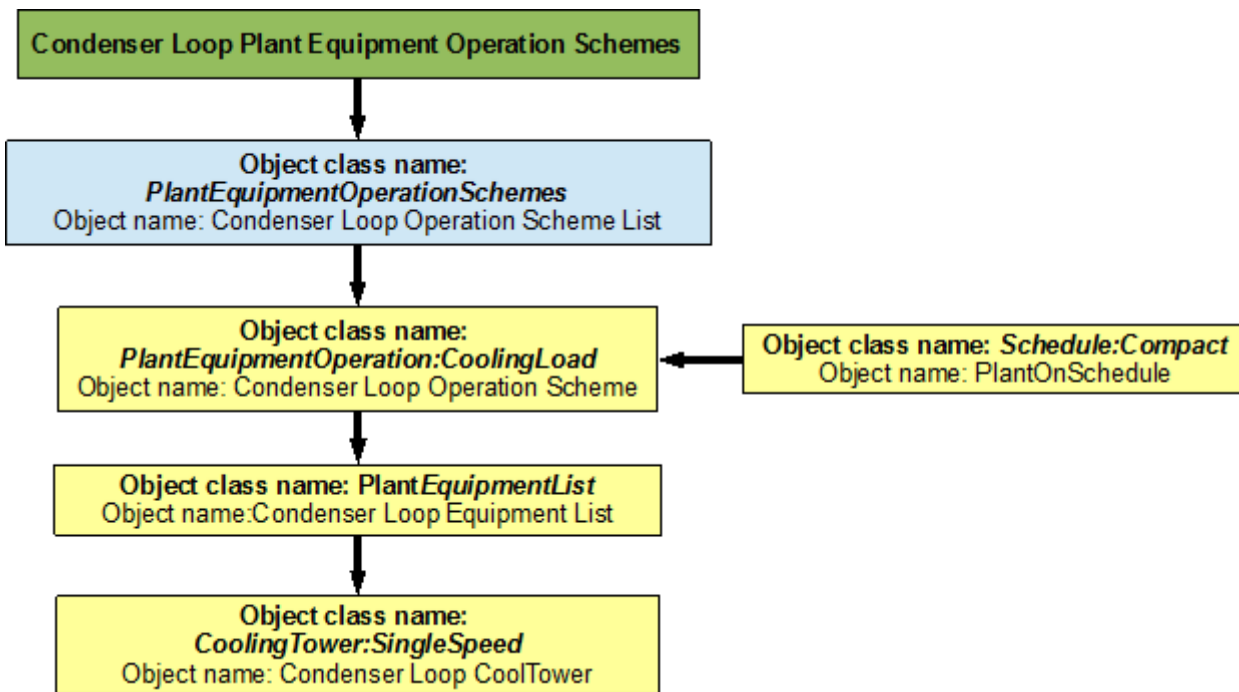 Condenser Loop Plant Equipment Operation Schemes
Object class name:
PlantEquipmentOperationSchemes
Object name: Condenser Loop Operation Scheme List
Object class name:
PlantEquipmentOperation:CoolingLoad
Object name: Condenser Loop Operation Scheme
Object class name: Schedule:Compact
Object name: PlantOnSchedule
Object class name: PlantEquipmentList
Object name:Condenser Loop Equipment List
Object class name:
CoolingTower:SingleSpeed
Object name: Condenser Loop CoolTower